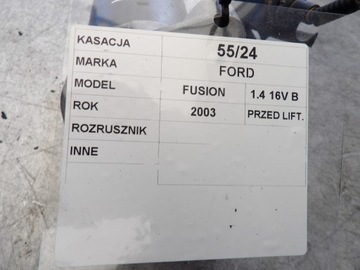 KASACJA 55/24
MARKA FORD
MODEL FUSION 1.4 16V B
ROK 2003 PRZED LIFT.
ROZRUSZNIK
INNE